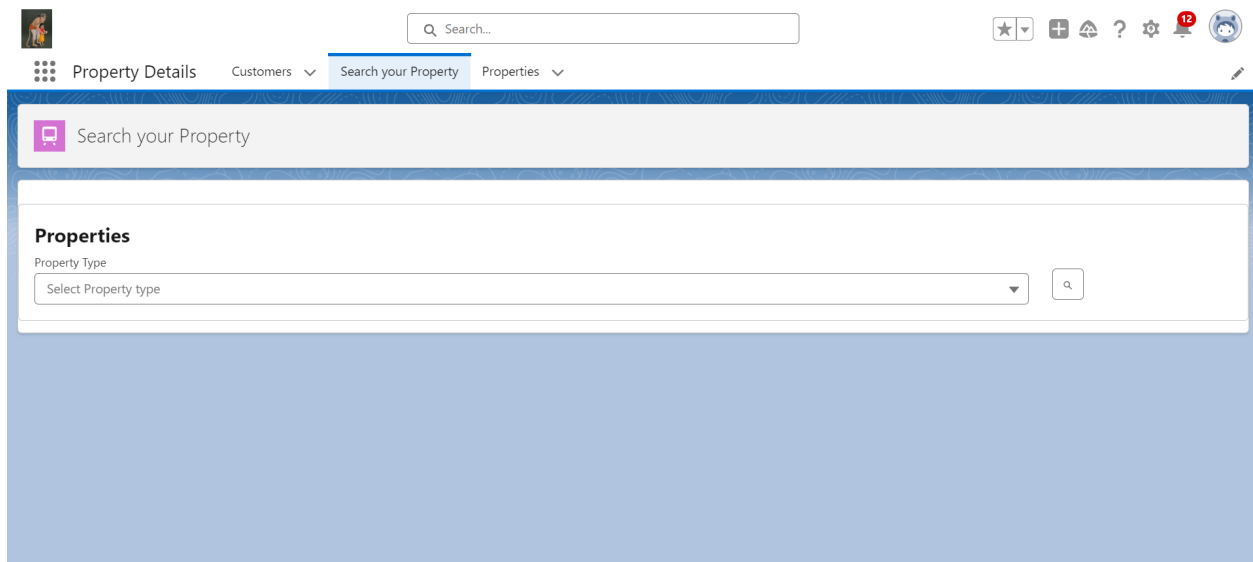 Search...
12
Property Details Customers Search your Property Properties
Search your Property
Properties
Property Type
Select Property type